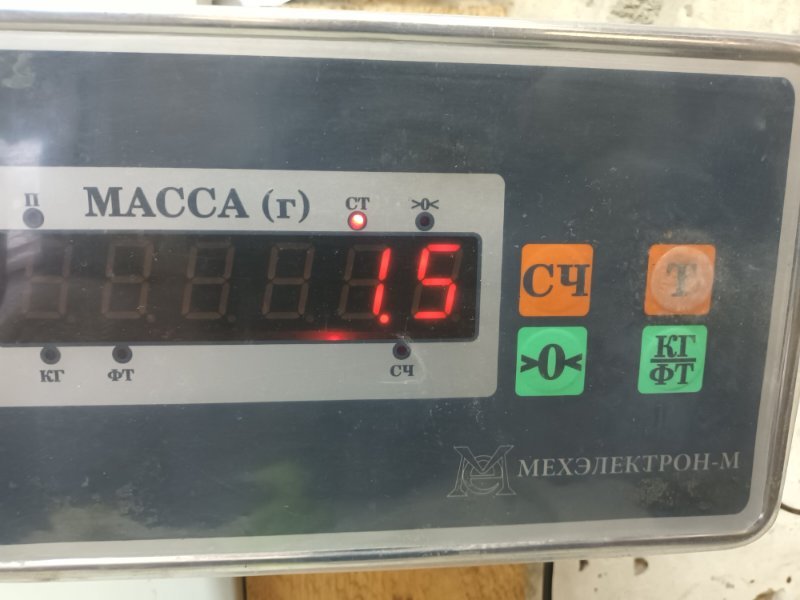 П МАССА (г) СТ >0<
1.5
КГ ФТ СЧ
СЧ Т
>0< КГ
ФТ
МЕХЭЛЕКТРОН-М